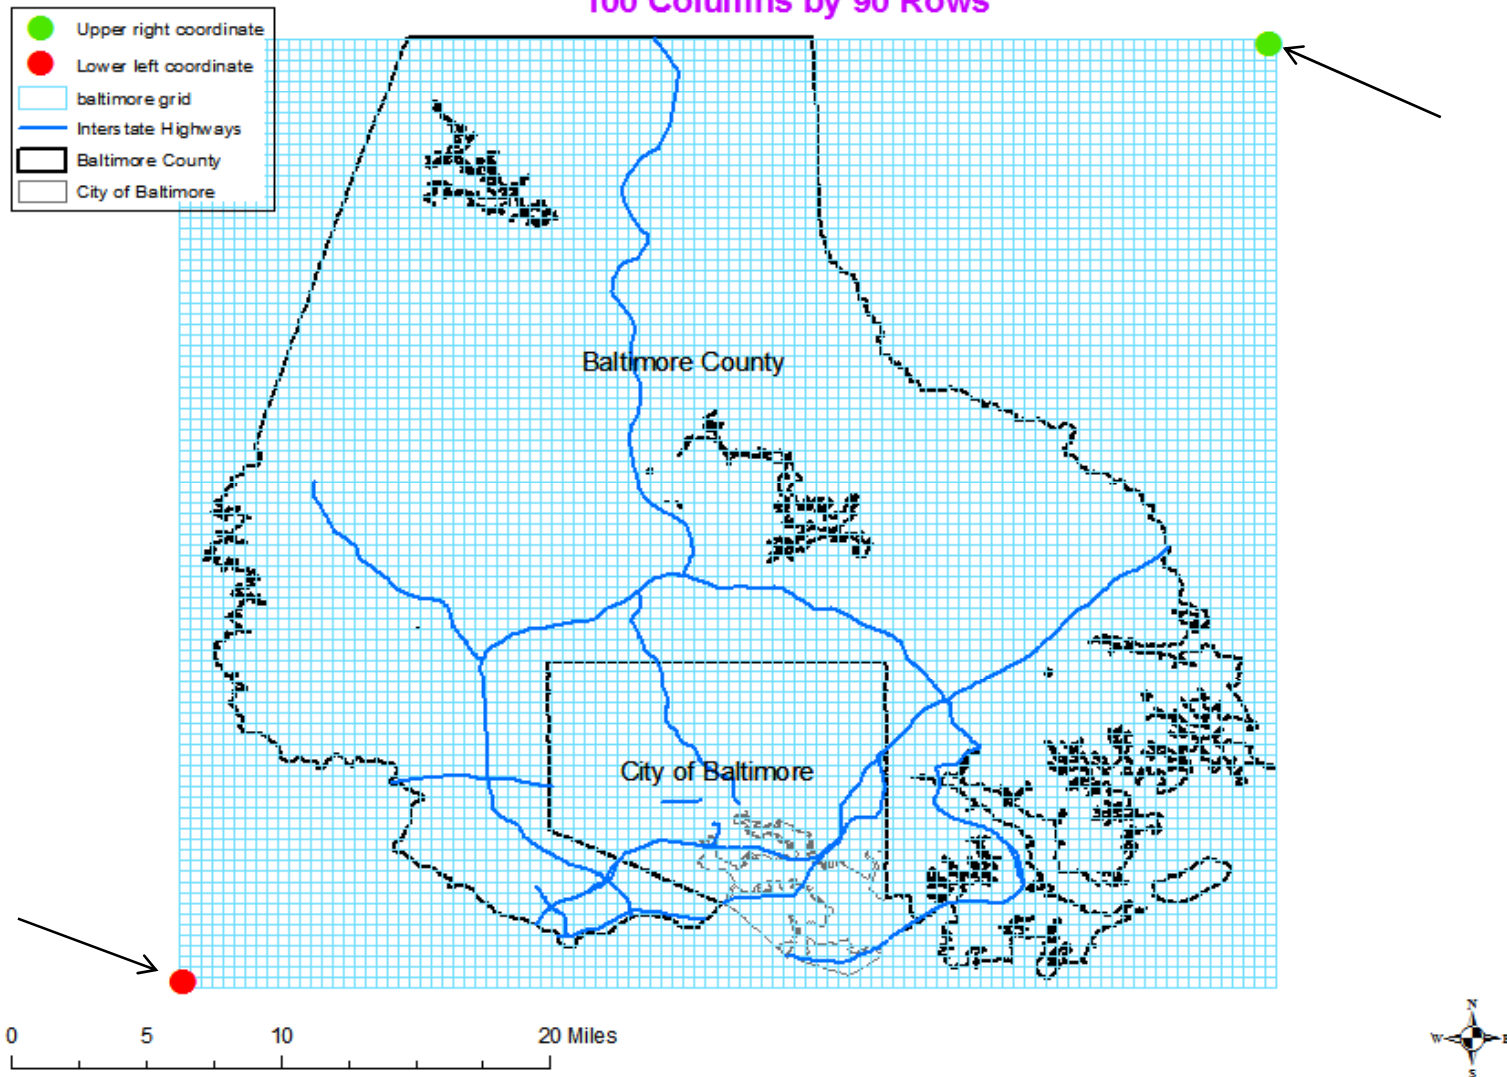 100 Columns by 90 Rows
Upper right coordinate
Lower left coordinate
baltimore grid
Interstate Highways
Baltimore County
City of Baltimore
Baltimore County
City of Baltimore
0 5 10 20 Miles
N
W E
S